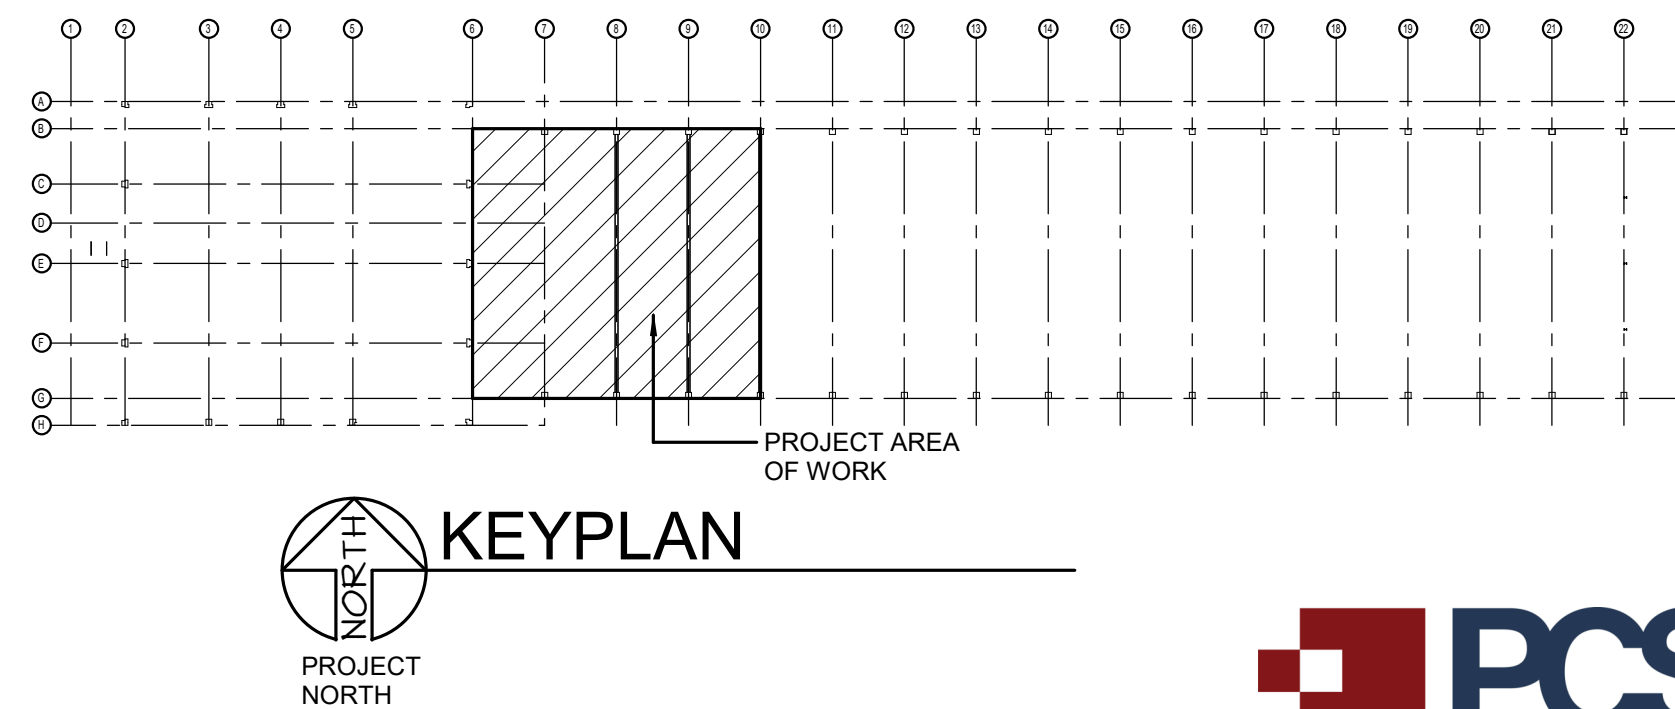 1 2 3 4 5 6 7 8 9 10 11 12 13 14 15 16 17 18 19 20 21 22
A
B
C
D
E
F
G
H
PROJECT AREA
OF WORK
KEYPLAN
NORTH
PROJECT
NORTH
PCS